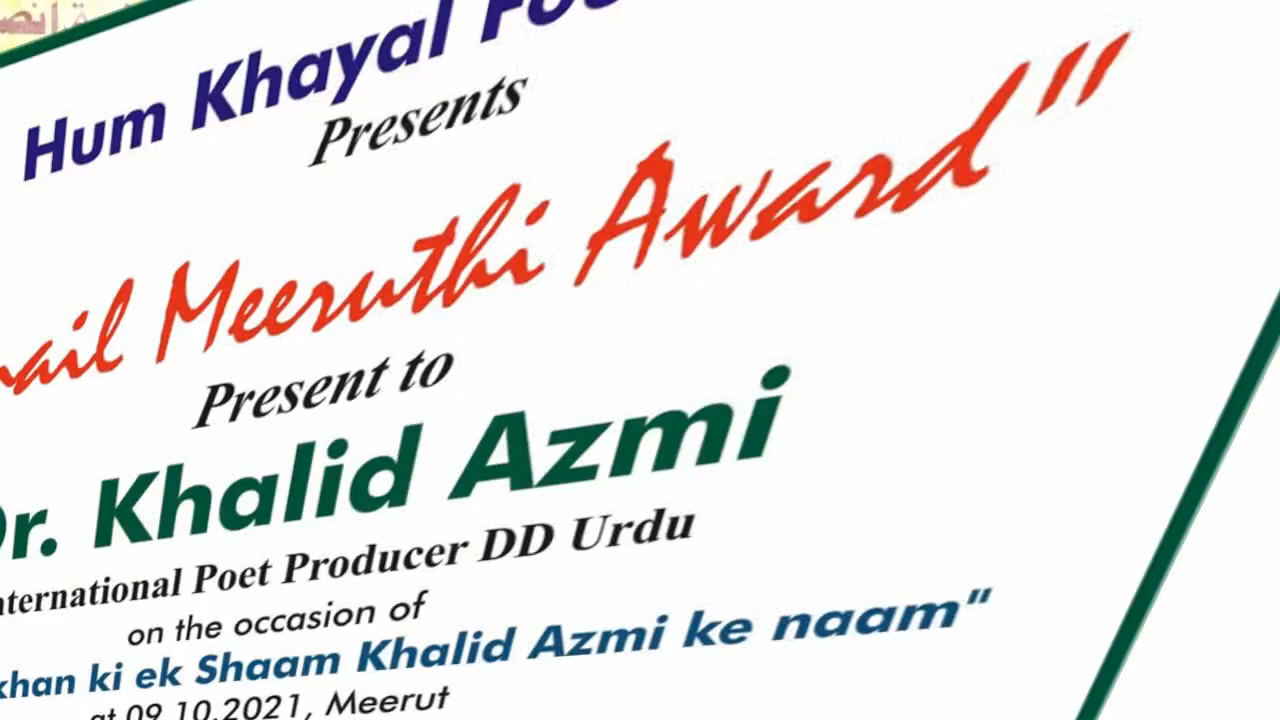 Hum Khayal
Presents
Meeruthi Award"
Present to
Dr. Khalid Azmi
International Poet Producer DD Urdu
on the occasion of
ki ek Shaam Khalid Azmi ke naam"
at 09.10.2021, Meerut